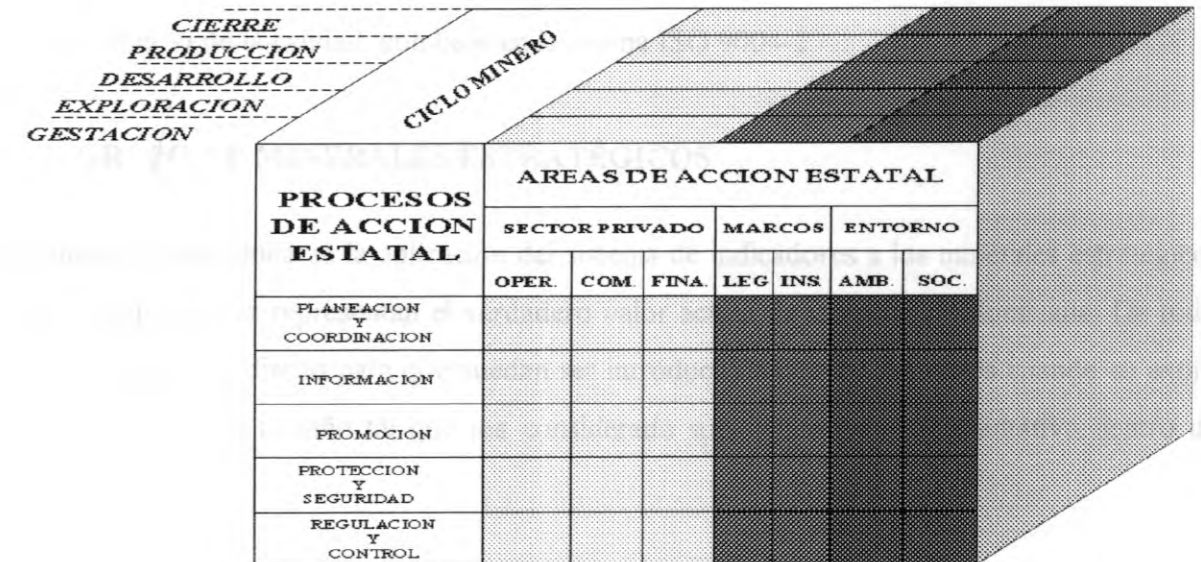 CIERRE
PRODUCCION
DESARROLLO
EXPLORACION
GESTACION
CICLO MINERO
PROCESOS
DE ACCION
ESTATAL
AREAS DE ACCION ESTATAL
SECTOR PRIVADO MARCOS ENTORNO
OPER. COM. FINA. LEG INS. AMB. SOC.
PLANEACION
Y
COORDINACION
INFORMACION
PROMOCION
PROTECCION
Y
SEGURIDAD
REGULACION
Y
CONTROL